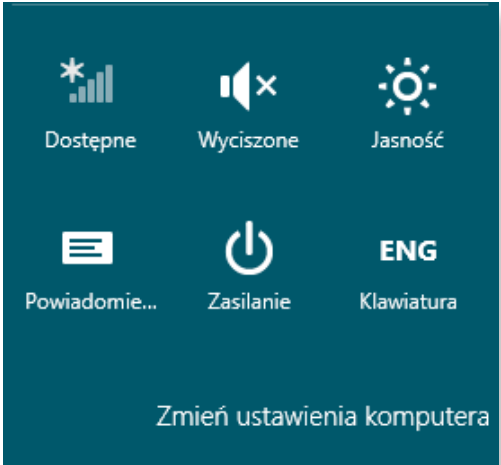 Dostępne Wyciszone Jasność
ENG
Powiadomie... Zasilanie Klawiatura
Zmień ustawienia komputera